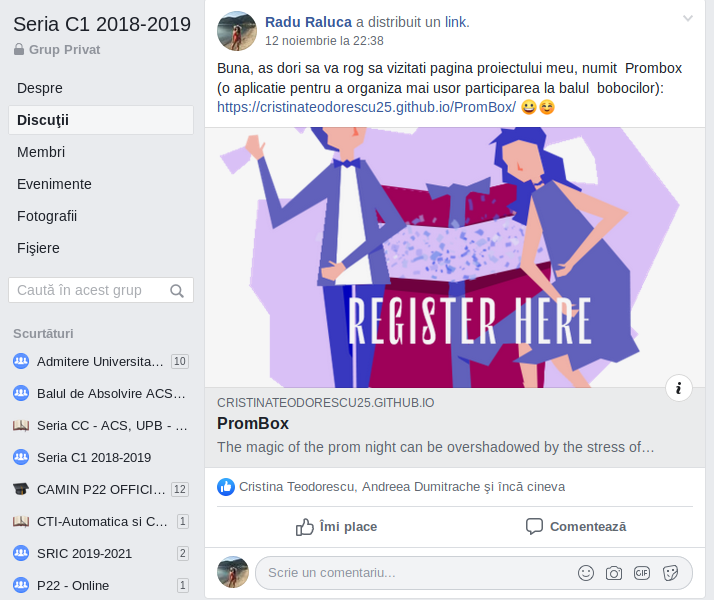 Seria C1 2018-2019
Grup Privat
Despre
Discuţii
Membri
Evenimente
Fotografii
Fişiere
Caută în acest grup
Scurtături
Admitere Universita… 10
Balul de Absolvire ACS…
Seria CC - ACS, UPB - …
Seria C1 2018-2019
CAMIN P22 OFFICI… 12
CTI-Automatica si C… 1
SRIC 2019-2021 2
P22 - Online 1
Radu Raluca a distribuit un link.
12 noiembrie la 22:38
Buna, as dori sa va rog sa vizitati pagina proiectului meu, numit Prombox
(o aplicatie pentru a organiza mai usor participarea la balul bobocilor):
https://cristinateodorescu25.github.io/PromBox/ 😀☺️
REGISTER HERE
i
CRISTINATEODORESCU25.GITHUB.IO
PromBox
The magic of the prom night can be overshadowed by the stress of…
Cristina Teodorescu, Andreea Dumitrache şi încă cineva
Îmi place
Comentează
Scrie un comentariu...
GIF